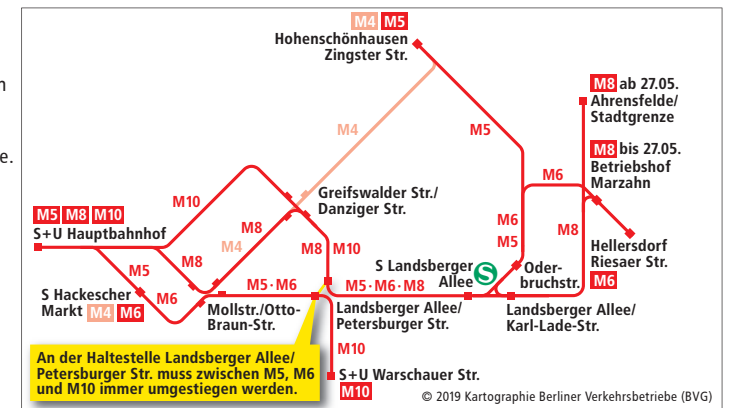 M4 M5
Hohenschönhausen
Zingster Str.
M8 ab 27.05.
Ahrensfelde/
Stadtgrenze
M4
M5
M8 bis 27.05.
Betriebshof
Marzahn
M6
e.
M10
Greifswalder Str./
Danziger Str.
M5 M8 M10
S+U Hauptbahnhof
M8
M4
M6
M5
M8
M8 M10
Hellersdorf
Riesaer Str.
M6
M5
M8
S Landsberger
Allee
S
Oder-
bruchstr.
M5·M6
M5·M6·M8
S Hackescher
Markt M4 M6
M6
Mollstr./Otto-
Braun-Str.
Landsberger Allee/
Petersburger Str.
Landsberger Allee/
Karl-Lade-Str.
M10
An der Haltestelle Landsberger Allee/
Petersburger Str. muss zwischen M5, M6
und M10 immer umgestiegen werden.
S+U Warschauer Str.
M10
© 2019 Kartographie Berliner Verkehrsbetriebe (BVG)